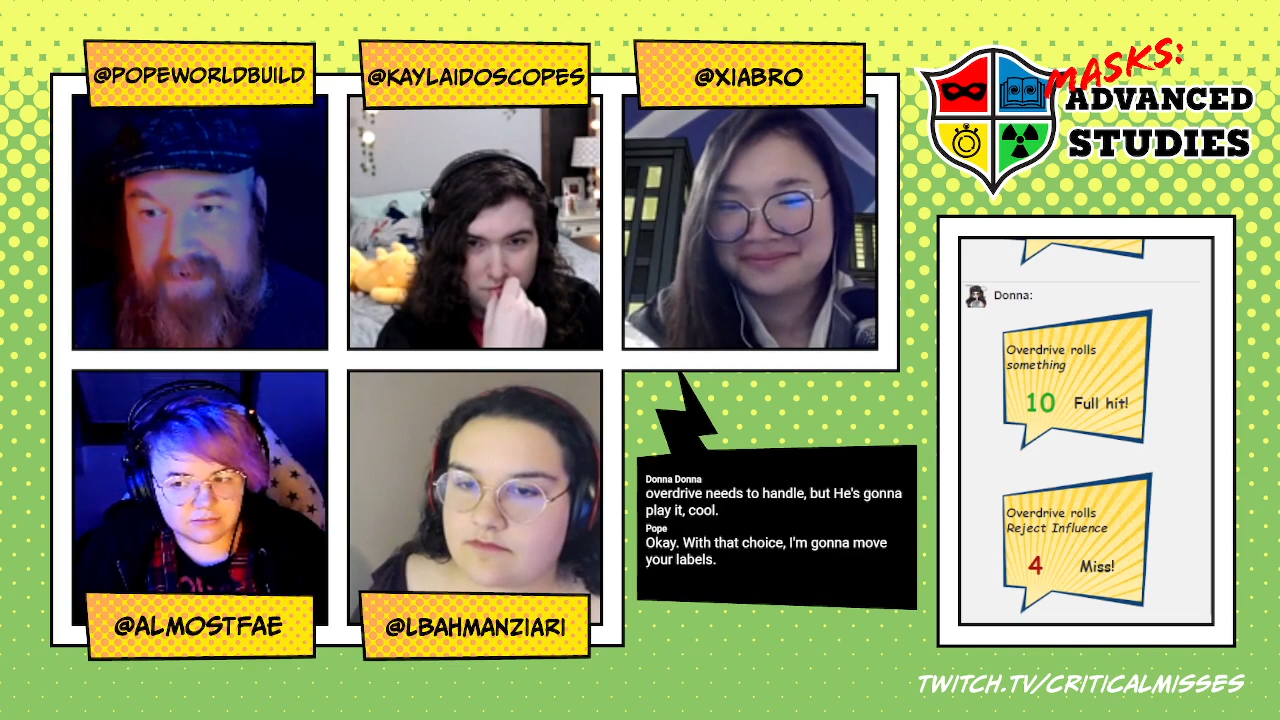 @POPEWORLDBUILD
@KAYLAIDOSCOPES
@XIABRO
MASKS:
ADVANCED
STUDIES
Donna:
Overdrive rolls
something
10 Full hit!
Overdrive rolls
Reject Influence
4 Miss!
Donna Donna
overdrive needs to handle, but He's gonna
play it, cool.
Pope
Okay. With that choice, I'm gonna move
your labels.
@ALMOSTFAE
@LBAHMANZIARI
TWITCH.TV/CRITICALMISSES